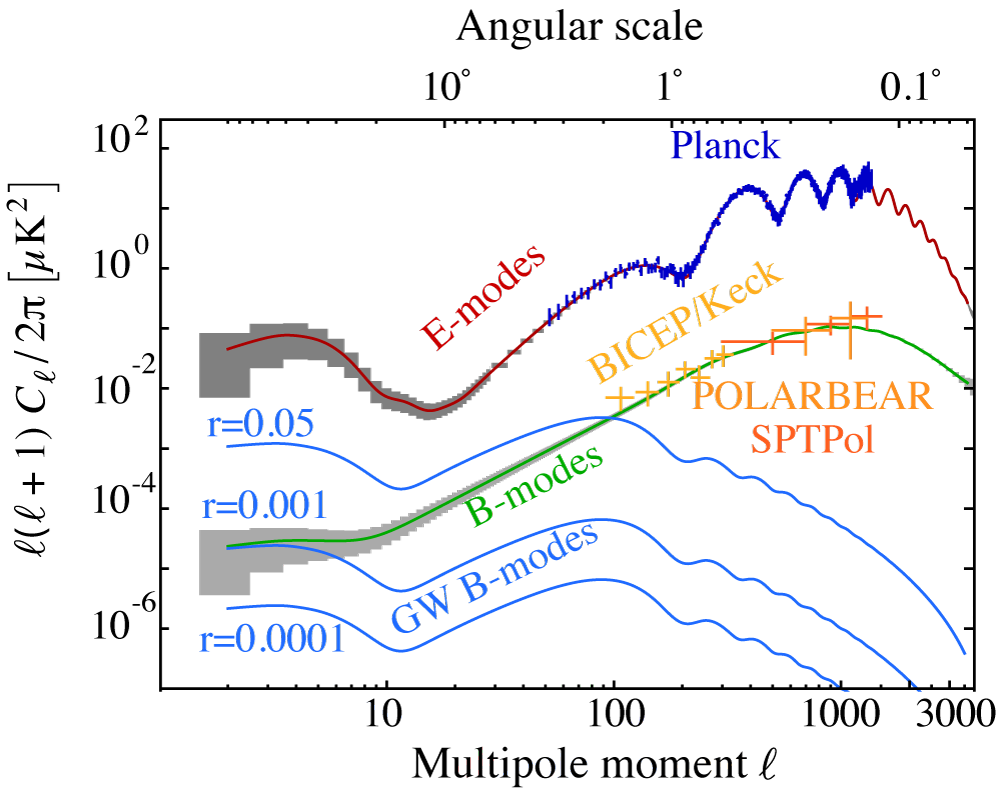 Angular scale
10° 1° 0.1°
10²
10⁰
10⁻²
10⁻⁴
10⁻⁶
ℓ(ℓ + 1) Cℓ / 2π [μK²]
Planck
E-modes
BICEP/Keck
POLARBEAR
SPTPol
r=0.05
r=0.001
B-modes
GW B-modes
r=0.0001
10 100 1000 3000
Multipole moment ℓ